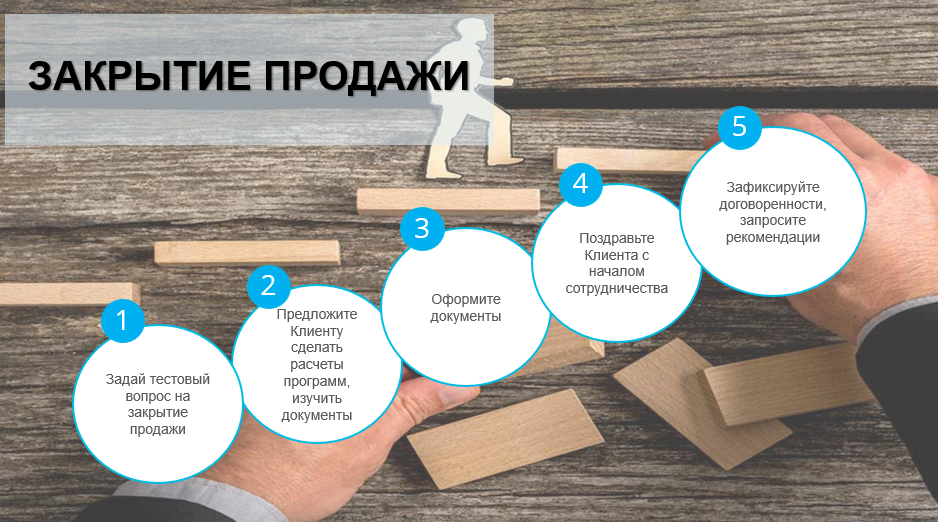 ЗАКРЫТИЕ ПРОДАЖИ
1
Задай тестовый
вопрос на
закрытие
продажи
2
Предложите
Клиенту
сделать
расчеты
программ,
изучить
документы
3
Оформите
документы
4
Поздравьте
Клиента с
началом
сотрудничества
5
Зафиксируйте
договоренности,
запросите
рекомендации